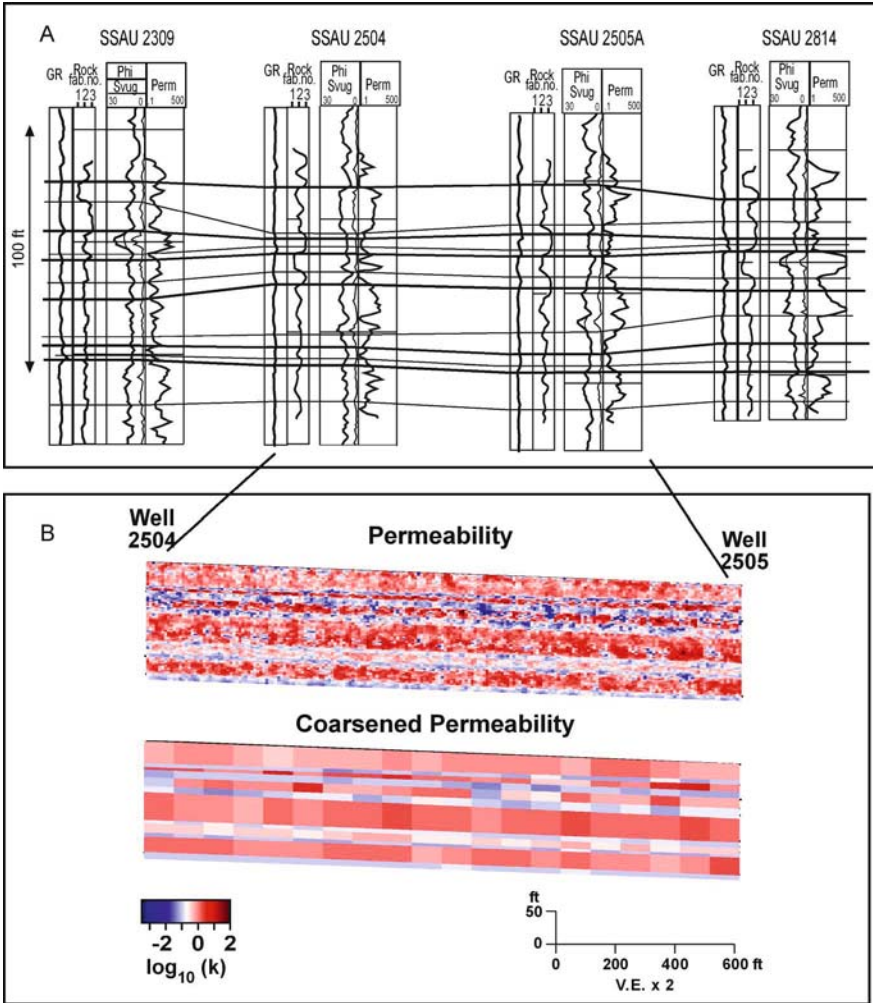 A
SSAU 2309
SSAU 2504
SSAU 2505A
SSAU 2814
GR
Rock
fab.no.
123
Phi
Svug
30 0
Perm
.1 500
GR
Rock
fab.no.
123
Phi
Svug
30 0
Perm
.1 500
GR
Rock
fab.no.
123
Phi
Svug
30 0
Perm
.1 500
GR
Rock
fab.no.
123
Phi
Svug
30 0
Perm
.1 500
100 ft
B
Well
2504
Permeability
Well
2505
Coarsened Permeability
-2 0 2
log10 (k)
ft
50
0
0 200 400 600 ft
V.E. x 2